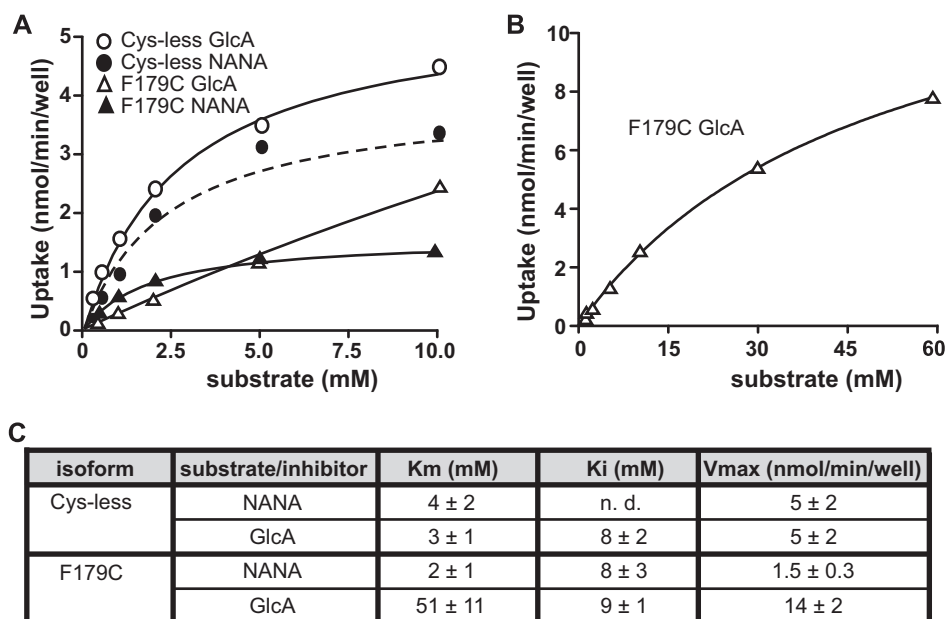 A
Cys-less GlcA
Cys-less NANA
F179C GlcA
F179C NANA
Uptake (nmol/min/well)
5
4
3
2
1
0
0 2.5 5.0 7.5 10.0
substrate (mM)
B
F179C GlcA
Uptake (nmol/min/well)
10
8
6
4
2
0
0 15 30 45 60
substrate (mM)
C
isoform substrate/inhibitor Km (mM) Ki (mM) Vmax (nmol/min/well)
Cys-less NANA 4 ± 2 n. d. 5 ± 2
GlcA 3 ± 1 8 ± 2 5 ± 2
F179C NANA 2 ± 1 8 ± 3 1.5 ± 0.3
GlcA 51 ± 11 9 ± 1 14 ± 2